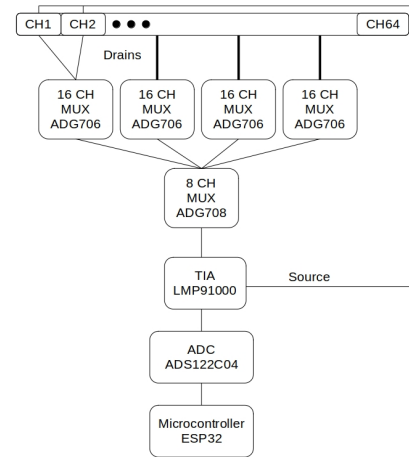 CH1
CH2
CH64
Drains
16 CH
MUX
ADG706
16 CH
MUX
ADG706
16 CH
MUX
ADG706
16 CH
MUX
ADG706
8 CH
MUX
ADG708
TIA
LMP91000
Source
ADC
ADS122C04
Microcontroller
ESP32